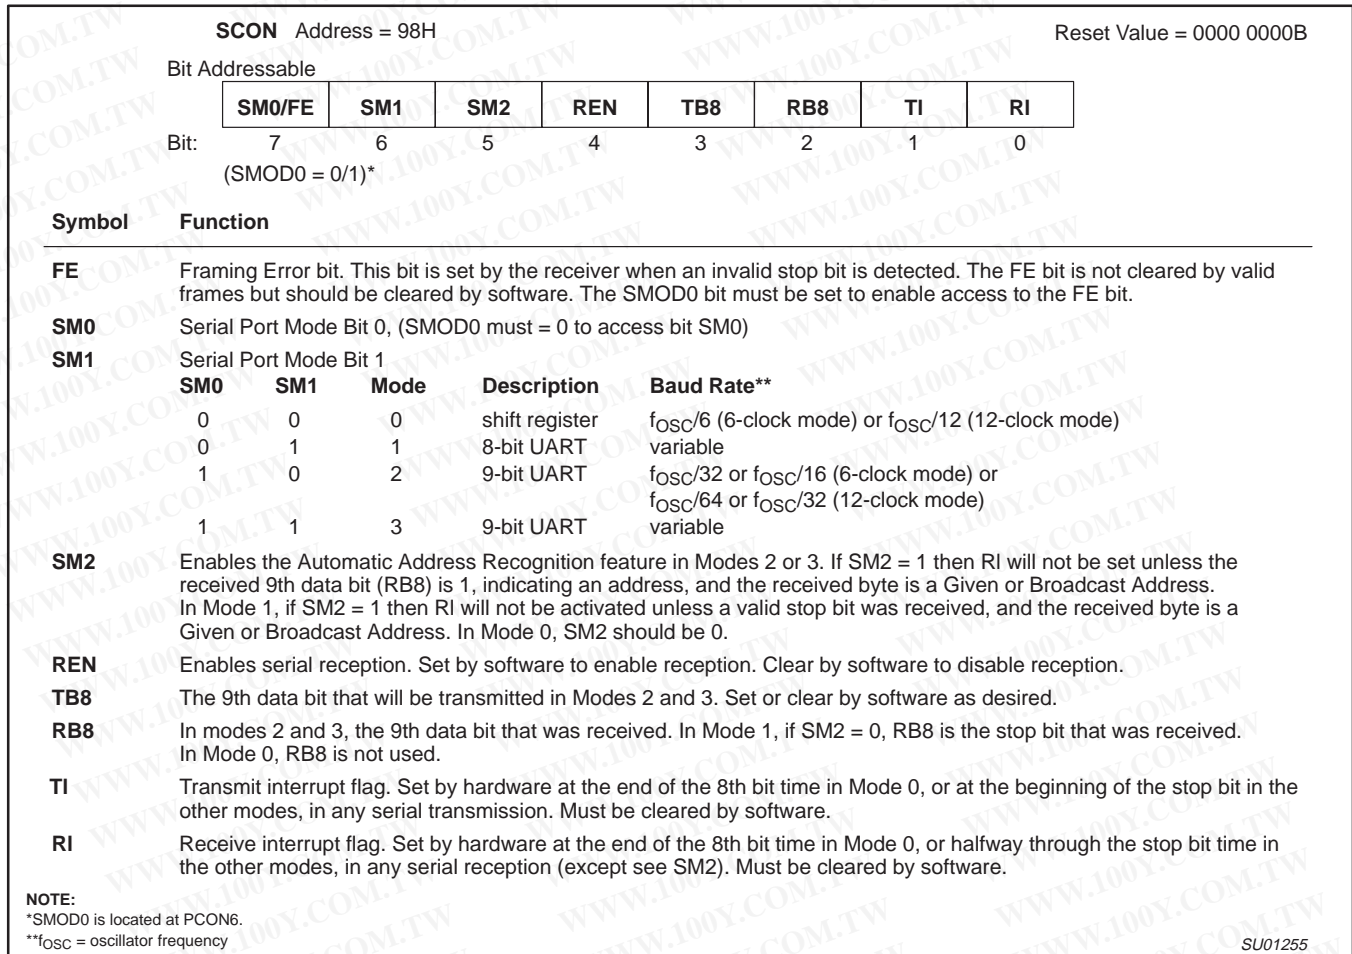 SCON Address = 98H Reset Value = 0000 0000B
Bit Addressable
SM0/FE SM1 SM2 REN TB8 RB8 TI RI
Bit: 7 6 5 4 3 2 1 0
(SMOD0 = 0/1)*
Symbol Function
FE Framing Error bit. This bit is set by the receiver when an invalid stop bit is detected. The FE bit is not cleared by valid
frames but should be cleared by software. The SMOD0 bit must be set to enable access to the FE bit.
SM0 Serial Port Mode Bit 0, (SMOD0 must = 0 to access bit SM0)
SM1 Serial Port Mode Bit 1
SM0 SM1 Mode Description Baud Rate**
0 0 0 shift register fOSC/6 (6-clock mode) or fOSC/12 (12-clock mode)
0 1 1 8-bit UART variable
1 0 2 9-bit UART fOSC/32 or fOSC/16 (6-clock mode) or
fOSC/64 or fOSC/32 (12-clock mode)
1 1 3 9-bit UART variable
SM2 Enables the Automatic Address Recognition feature in Modes 2 or 3. If SM2 = 1 then RI will not be set unless the
received 9th data bit (RB8) is 1, indicating an address, and the received byte is a Given or Broadcast Address.
In Mode 1, if SM2 = 1 then RI will not be activated unless a valid stop bit was received, and the received byte is a
Given or Broadcast Address. In Mode 0, SM2 should be 0.
REN Enables serial reception. Set by software to enable reception. Clear by software to disable reception.
TB8 The 9th data bit that will be transmitted in Modes 2 and 3. Set or clear by software as desired.
RB8 In modes 2 and 3, the 9th data bit that was received. In Mode 1, if SM2 = 0, RB8 is the stop bit that was received.
In Mode 0, RB8 is not used.
TI Transmit interrupt flag. Set by hardware at the end of the 8th bit time in Mode 0, or at the beginning of the stop bit in the
other modes, in any serial transmission. Must be cleared by software.
RI Receive interrupt flag. Set by hardware at the end of the 8th bit time in Mode 0, or halfway through the stop bit time in
the other modes, in any serial reception (except see SM2). Must be cleared by software.
NOTE:
*SMOD0 is located at PCON6.
**fOSC = oscillator frequency
SU01255
WWW.100Y.COM.TW